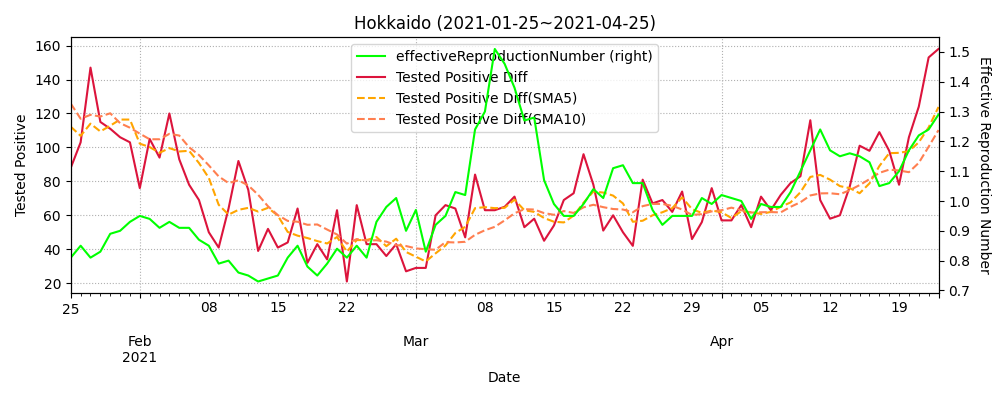 Hokkaido (2021-01-25~2021-04-25)
effectiveReproductionNumber (right)
Tested Positive Diff
Tested Positive Diff(SMA5)
Tested Positive Diff(SMA10)
Tested Positive
160
140
120
100
80
60
40
20
Effective Reproduction Number
1.5
1.4
1.3
1.2
1.1
1.0
0.9
0.8
0.7
25 08 15 22 08 15 22 29 05 12 19
Feb Mar Apr
2021
Date